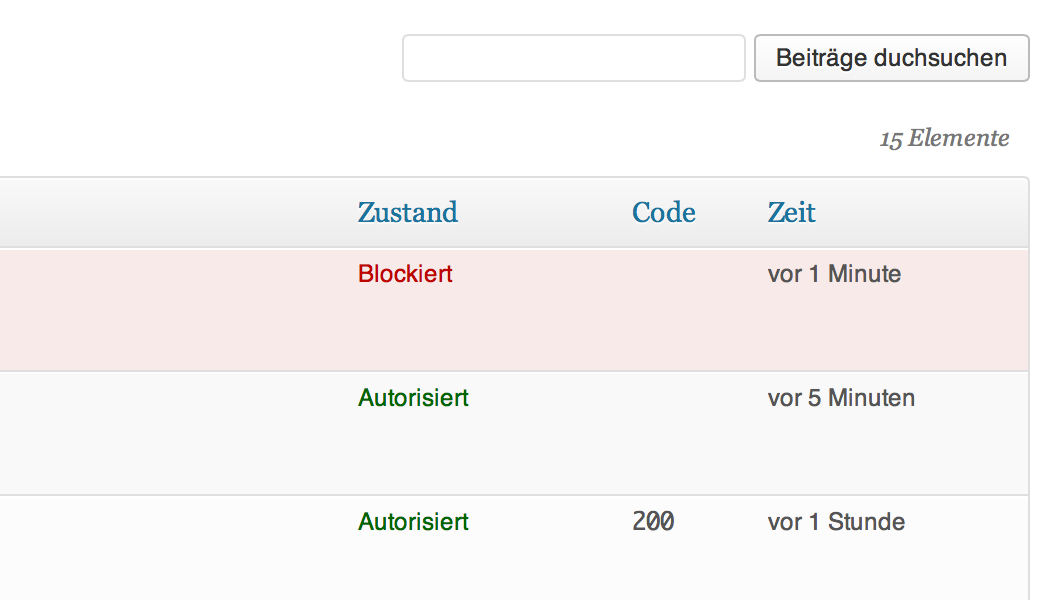 Beiträge duchsuchen
15 Elemente
Zustand Code Zeit
Blockiert vor 1 Minute
Autorisiert vor 5 Minuten
Autorisiert 200 vor 1 Stunde